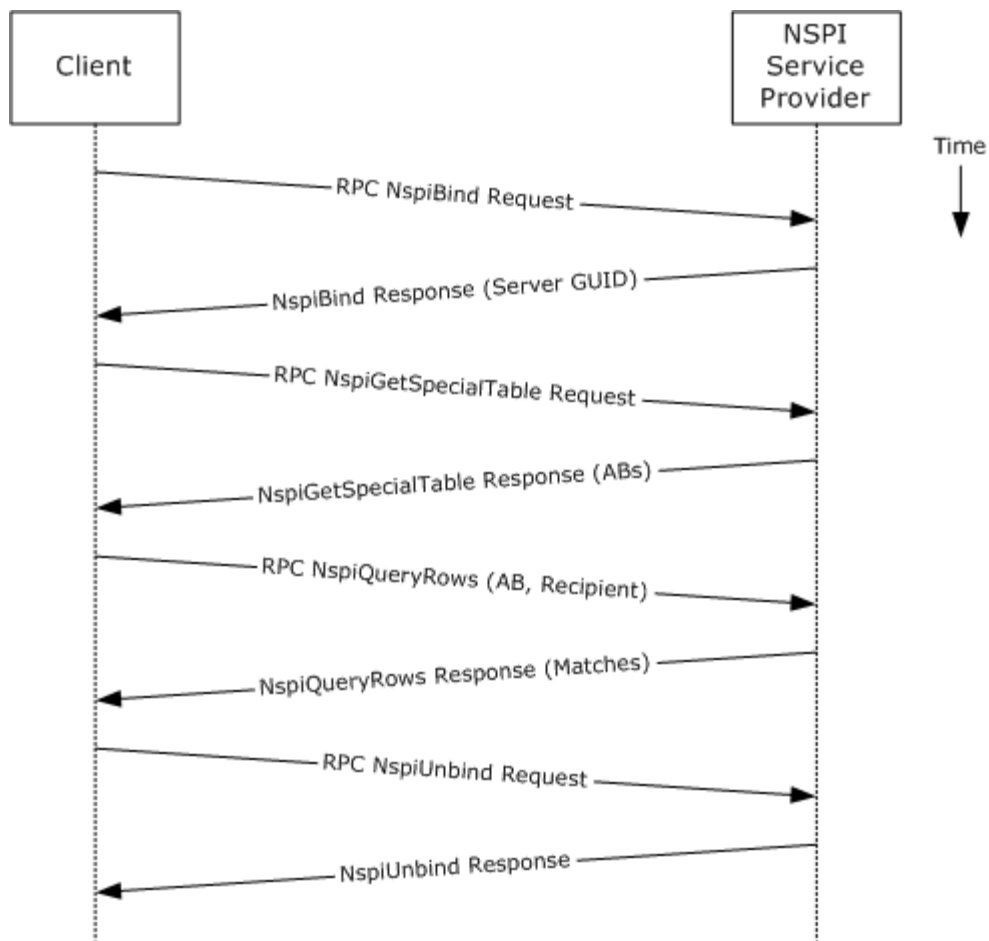 Client
NSPI
Service
Provider
Time
RPC NspiBind Request
NspiBind Response (Server GUID)
RPC NspiGetSpecialTable Request
NspiGetSpecialTable Response (ABs)
RPC NspiQueryRows (AB, Recipient)
NspiQueryRows Response (Matches)
RPC NspiUnbind Request
NspiUnbind Response